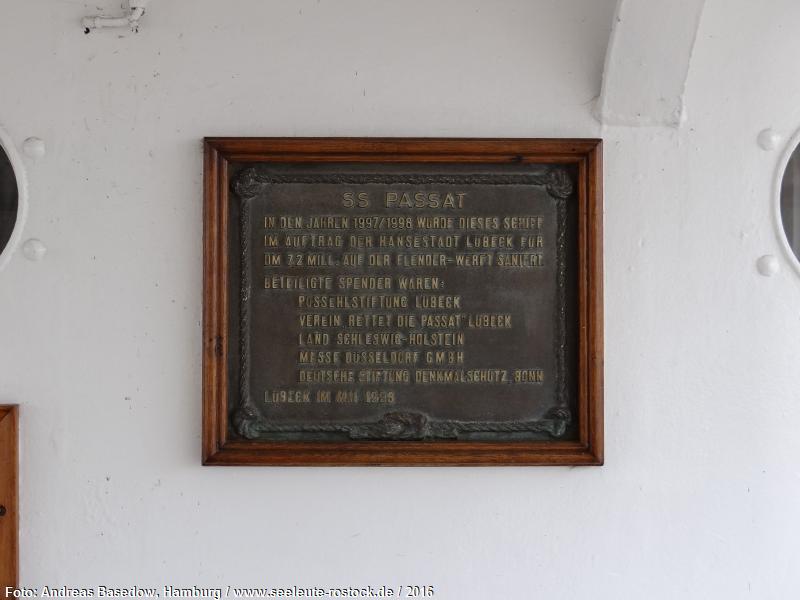 SS PASSAT
IN DEN JAHREN 1997/1998 WURDE DIESES SCHIFF
IM AUFTRAG DER HANSESTADT LÜBECK FÜR
DM 7,2 MILL. AUF DER FLENDER-WERFT SANIERT.
BETEILIGTE SPENDER WAREN:
POSSEHLSTIFTUNG LÜBECK
VEREIN „RETTET DIE PASSAT" LÜBECK
LAND SCHLESWIG-HOLSTEIN
MESSE DÜSSELDORF GMBH
DEUTSCHE STIFTUNG DENKMALSCHUTZ, BONN
LÜBECK IM MAI 1998
Foto: Andreas Basedow, Hamburg / www.seeleute-rostock.de / 2016